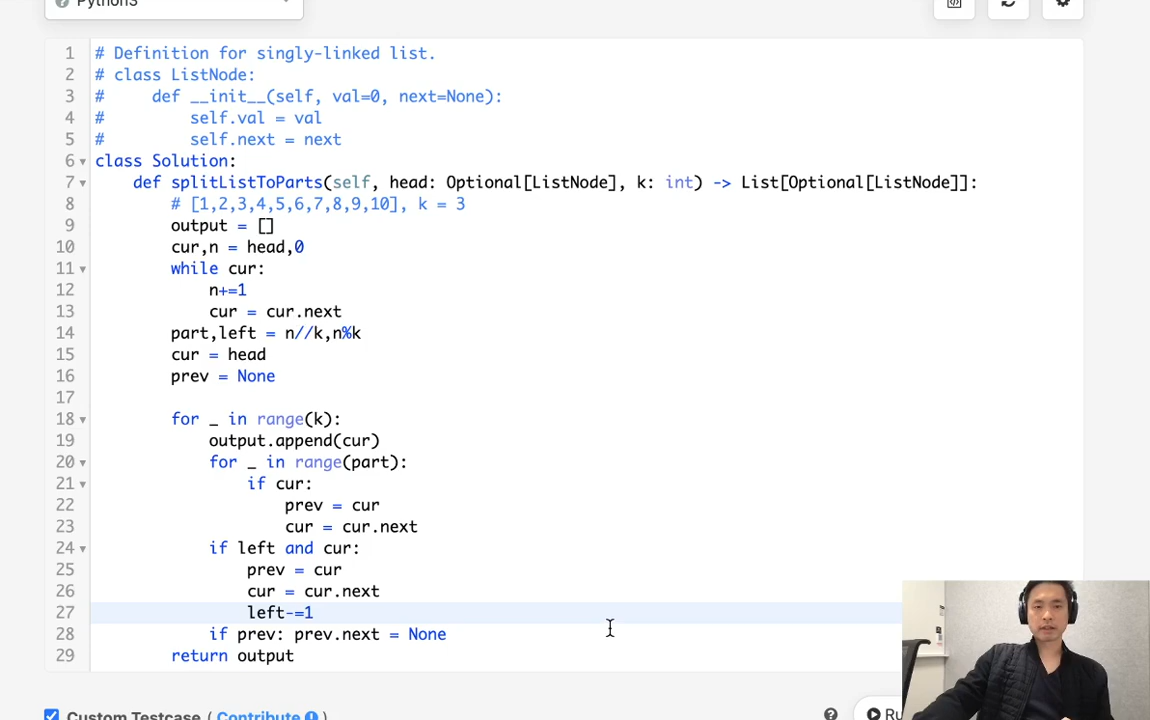 Python3
1 # Definition for singly-linked list.
2 # class ListNode:
3 #     def __init__(self, val=0, next=None):
4 #         self.val = val
5 #         self.next = next
6 class Solution:
7     def splitListToParts(self, head: Optional[ListNode], k: int) -> List[Optional[ListNode]]:
8         # [1,2,3,4,5,6,7,8,9,10], k = 3
9         output = []
10         cur,n = head,0
11         while cur:
12             n+=1
13             cur = cur.next
14         part,left = n//k,n%k
15         cur = head
16         prev = None
17
18         for _ in range(k):
19             output.append(cur)
20             for _ in range(part):
21                 if cur:
22                     prev = cur
23                     cur = cur.next
24             if left and cur:
25                 prev = cur
26                 cur = cur.next
27                 left-=1
28             if prev: prev.next = None
29         return output
Custom Testcase ( Contribute )